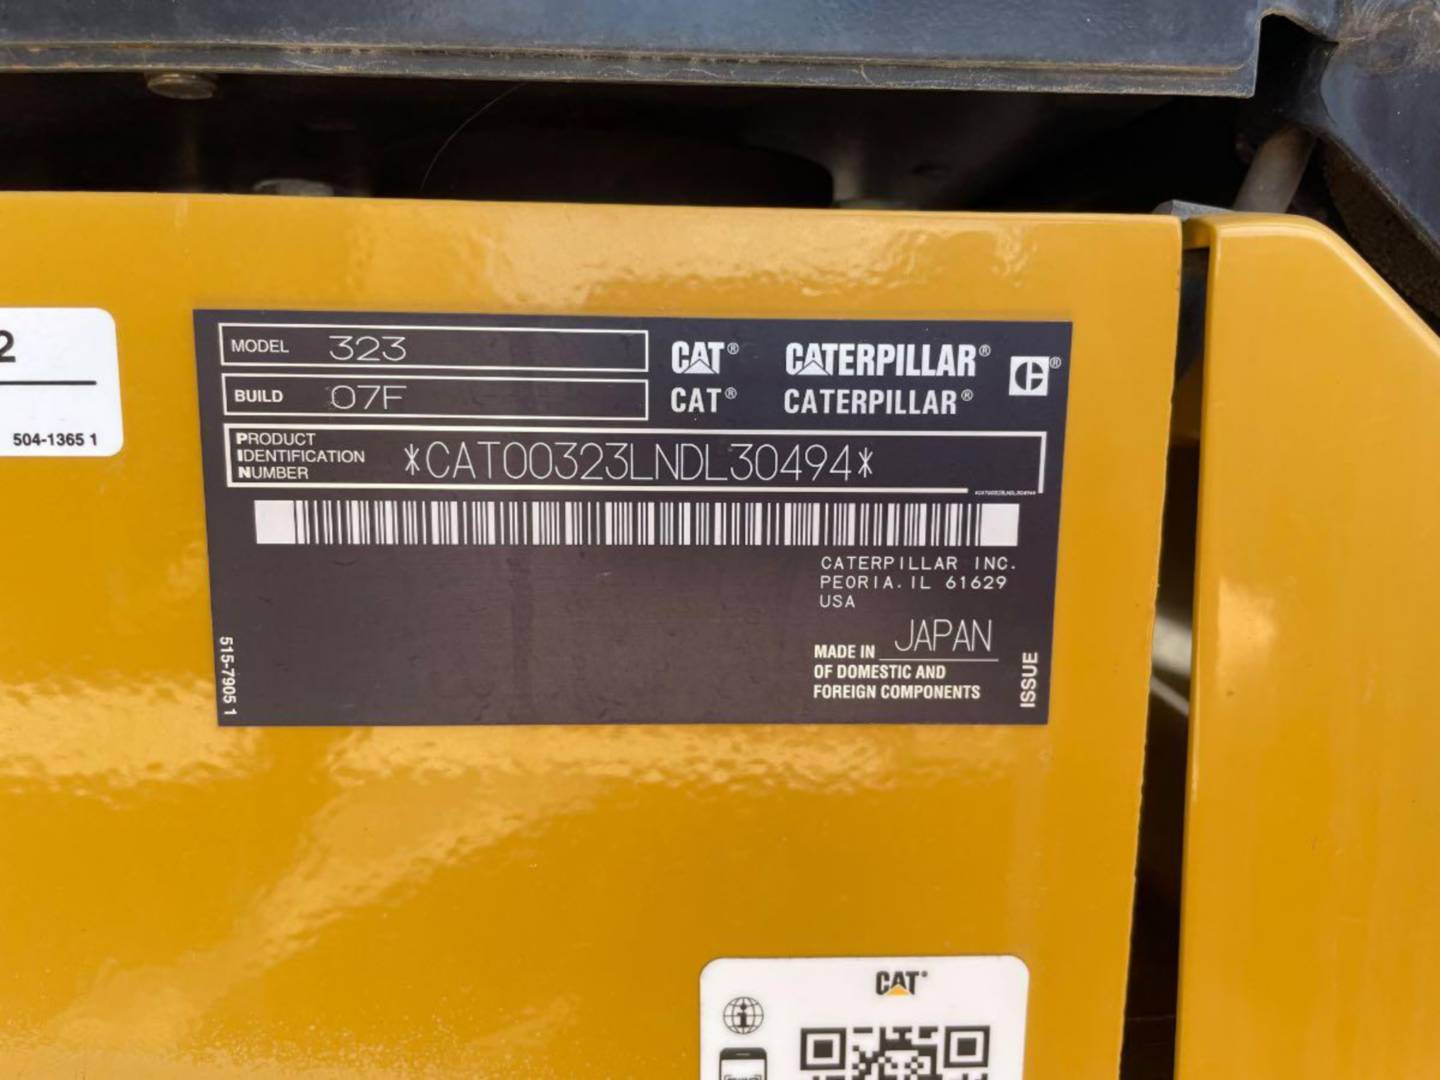 2
504-1365 1
MODEL 323
BUILD 07F
CAT® CATERPILLAR®
CAT® CATERPILLAR®
C®
PRODUCT
IDENTIFICATION
NUMBER
*CAT00323LNDL30494*
*CAT00323LNDL30494*
CATERPILLAR INC.
PEORIA. IL 61629
USA
MADE IN JAPAN
OF DOMESTIC AND
FOREIGN COMPONENTS
ISSUE
515-7905 1
CAT®